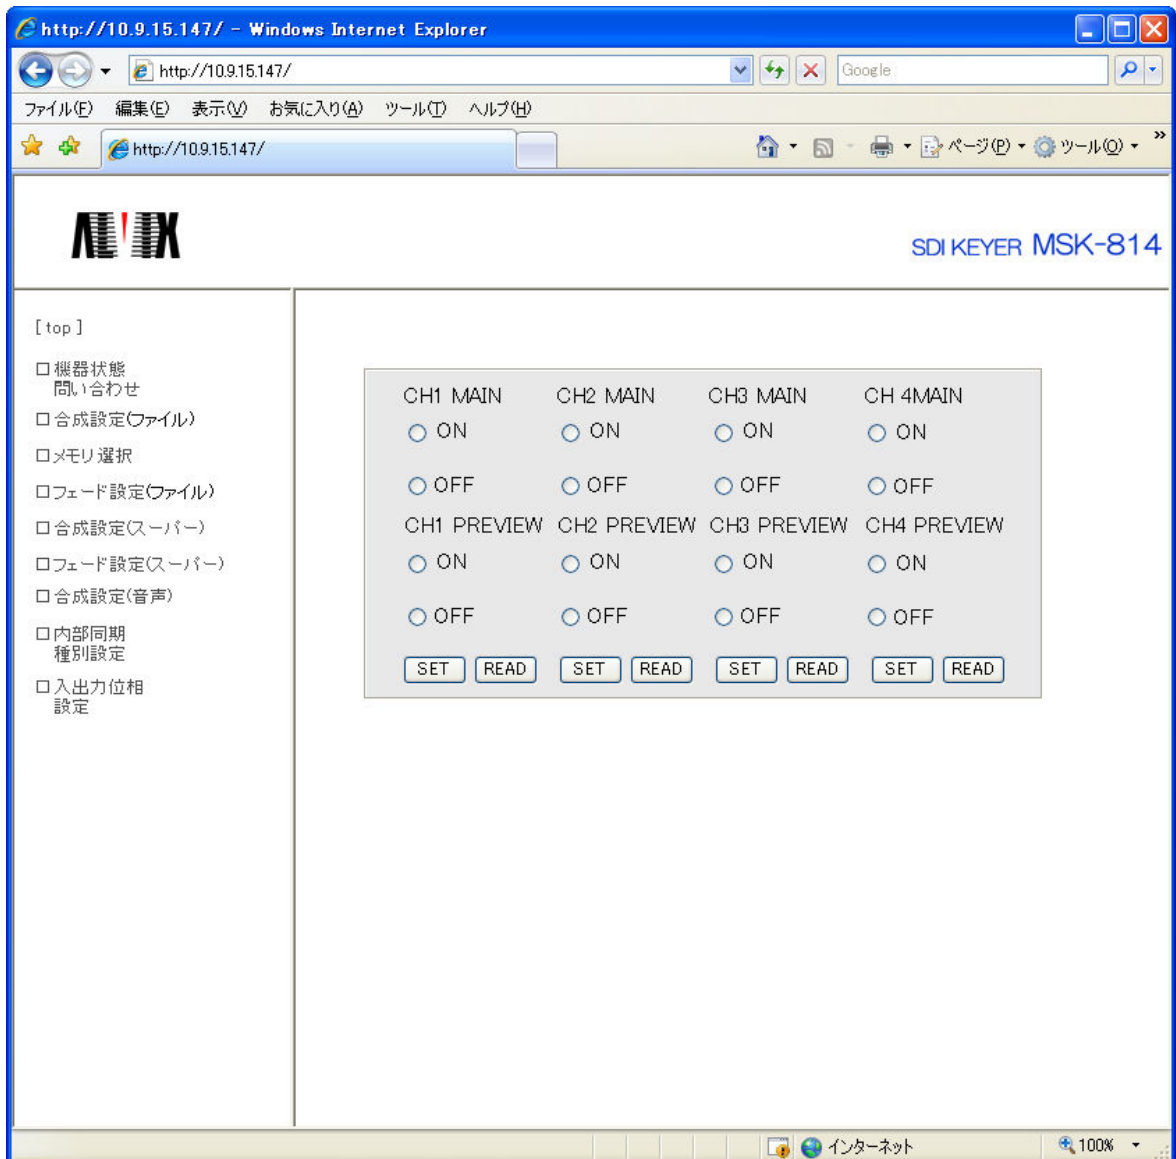 http://10.9.15.147/ - Windows Internet Explorer
http://10.9.15.147/
Google
ファイル(F) 編集(E) 表示(V) お気に入り(A) ツール(T) ヘルプ(H)
http://10.9.15.147/
ページ(P) ツール(O) »
SDI KEYER MSK-814
[ top ]
機器状態
問い合わせ
合成設定(ファイル)
メモリ選択
フェード設定(ファイル)
合成設定(スーパー)
フェード設定(スーパー)
合成設定(音声)
内部同期
種別設定
入出力位相
設定
CH1 MAIN CH2 MAIN CH3 MAIN CH 4MAIN
ON ON ON ON
OFF OFF OFF OFF
CH1 PREVIEW CH2 PREVIEW CH3 PREVIEW CH4 PREVIEW
ON ON ON ON
OFF OFF OFF OFF
SET READ SET READ SET READ SET READ
インターネット
100%